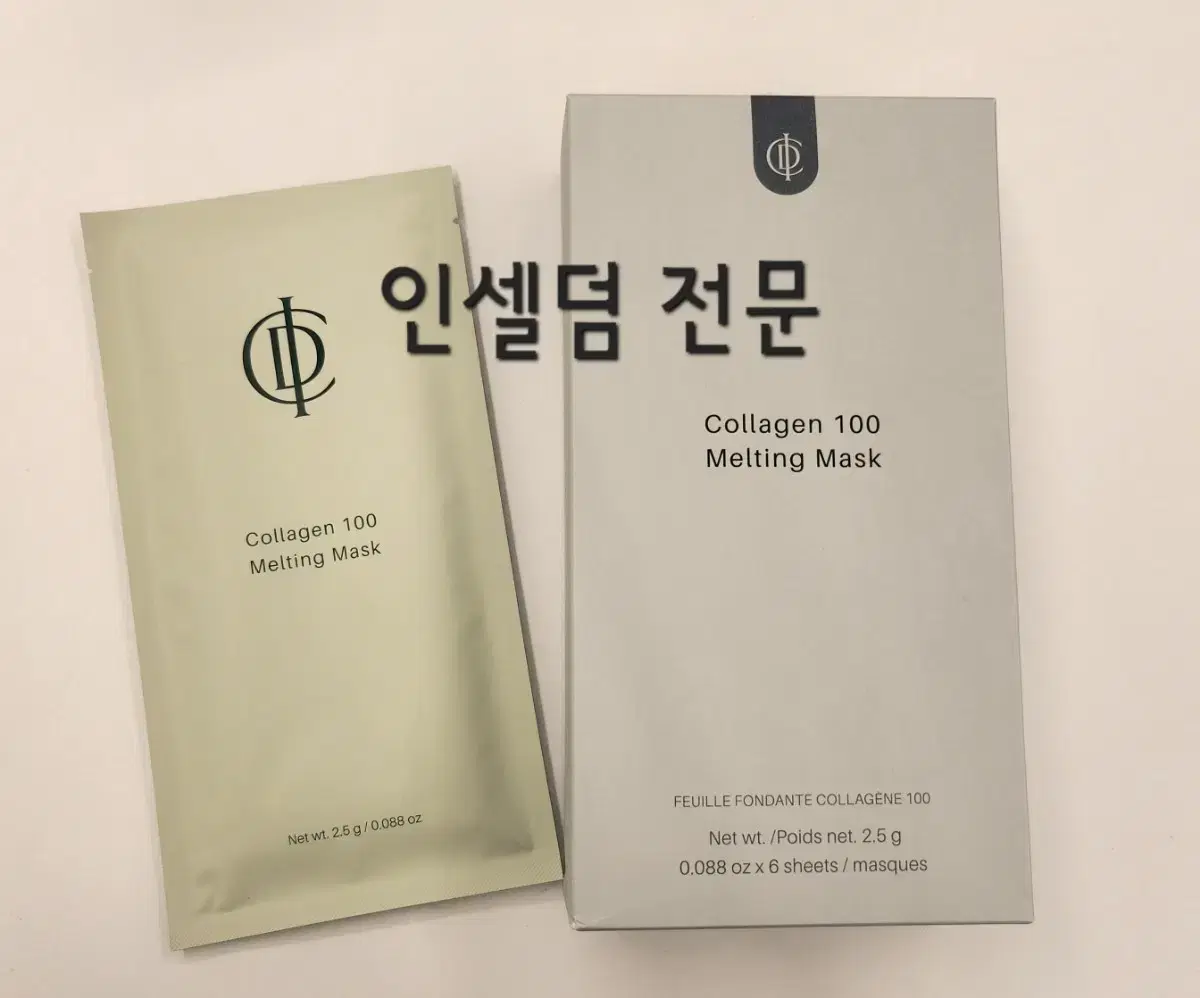 인셀덤 전문
Collagen 100
Melting Mask
Net wt. 2.5 g / 0.088 oz
Collagen 100
Melting Mask
FEUILLE FONDANTE COLLAGÈNE 100
Net wt. /Poids net. 2.5 g
0.088 oz x 6 sheets / masques